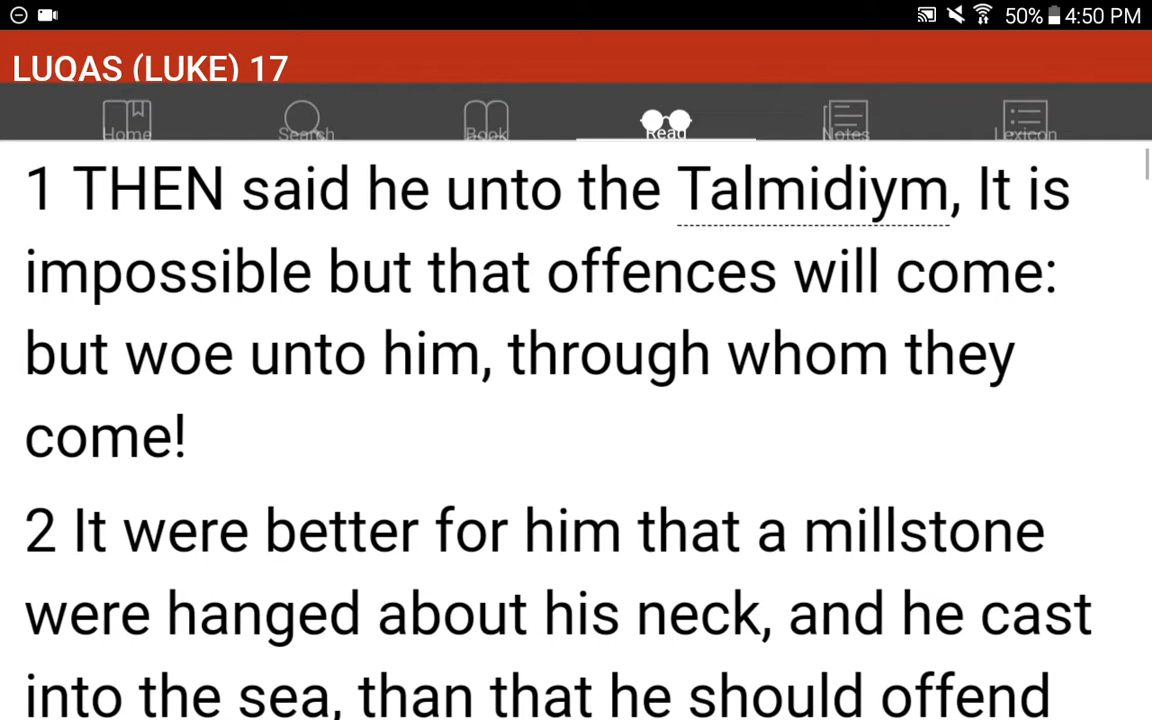 50% 4:50 PM
LUQAS (LUKE) 17
Home Search Book Read Notes Lexicon
1 THEN said he unto the Talmidiym, It is
impossible but that offences will come:
but woe unto him, through whom they
come!
2 It were better for him that a millstone
were hanged about his neck, and he cast
into the sea, than that he should offend